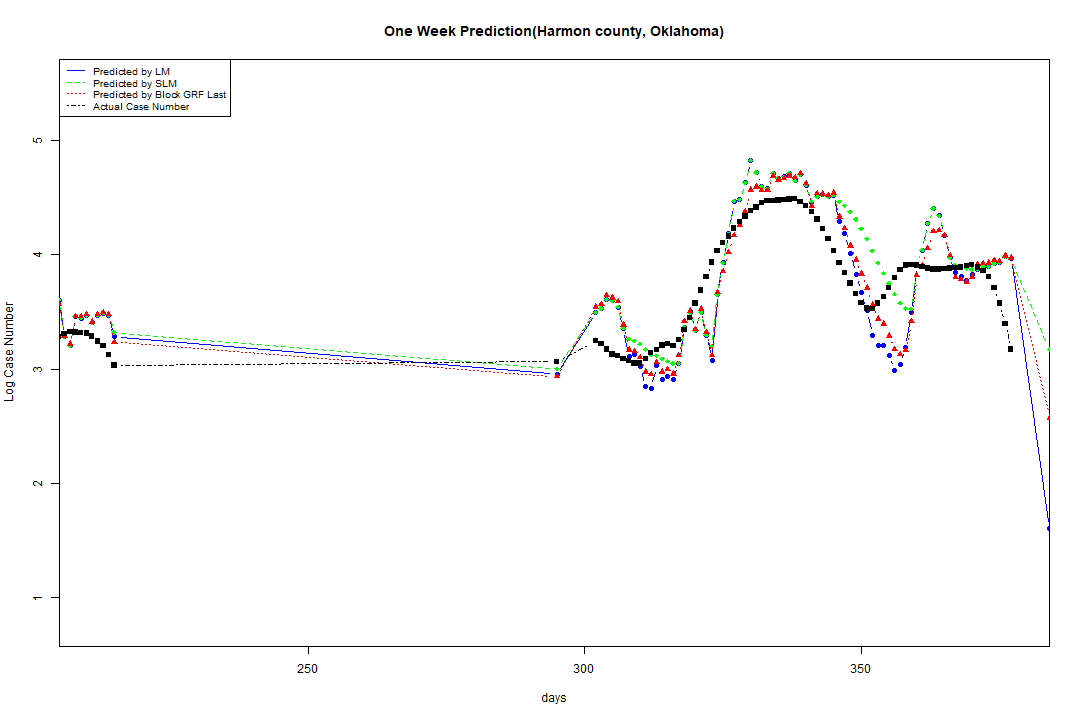 One Week Prediction(Harmon county, Oklahoma)
Predicted by LM
Predicted by SLM
Predicted by Block GRF Last
Actual Case Number
5
4
3
2
1
Log Case Number
250
300
350
days